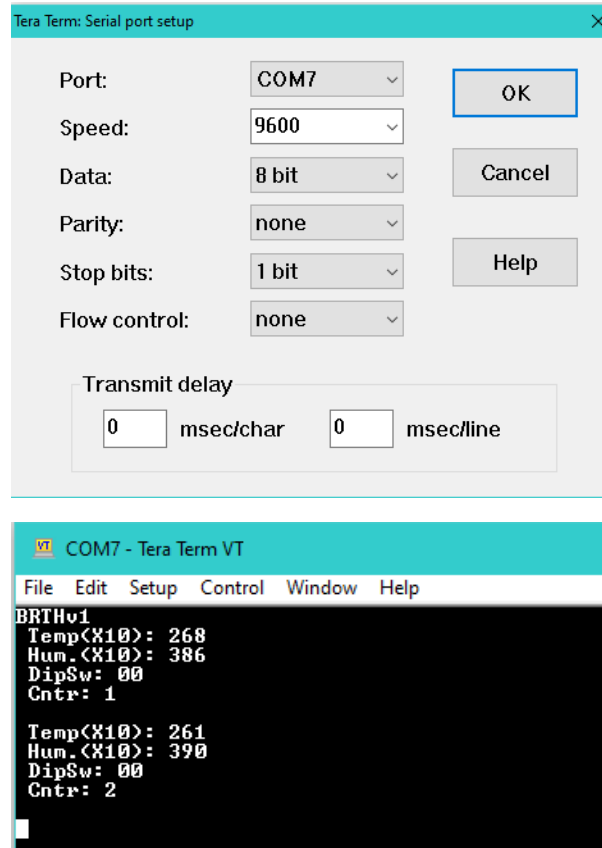 Tera Term: Serial port setup
Port: COM7 OK
Speed: 9600
Data: 8 bit Cancel
Parity: none
Stop bits: 1 bit Help
Flow control: none
Transmit delay
0 msec/char 0 msec/line
VT COM7 - Tera Term VT
File Edit Setup Control Window Help
BRTHv1
Temp(X10): 268
Hum.(X10): 386
DipSw: 00
Cntr: 1
Temp(X10): 261
Hum.(X10): 390
DipSw: 00
Cntr: 2